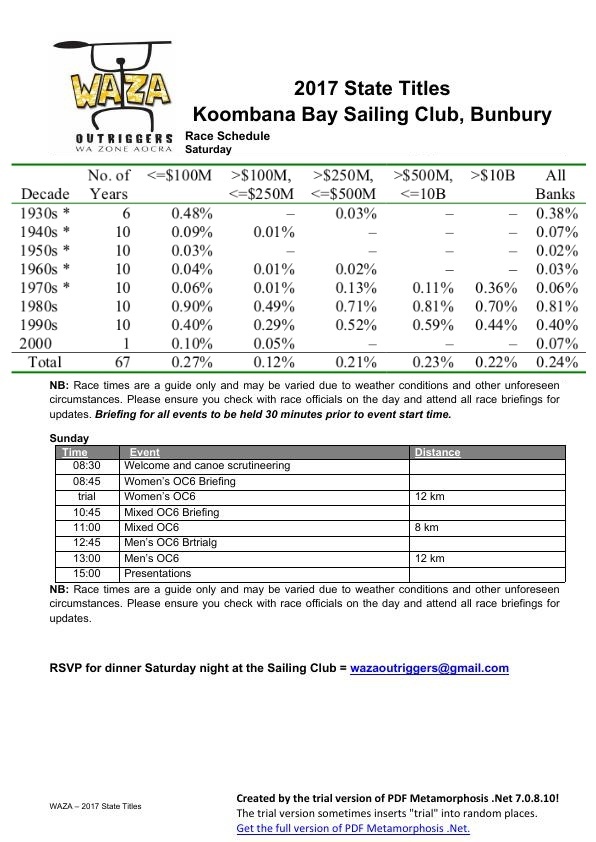 WAZA
OUTRIGGERS
WA ZONE AOCRA
2017 State Titles
Koombana Bay Sailing Club, Bunbury
Race Schedule
Saturday
Decade No. of Years <=$100M >$100M, <=$250M >$250M, <=$500M >$500M, <=10B >$10B All Banks
1930s * 6 0.48% – 0.03% – – 0.38%
1940s * 10 0.09% 0.01% – – – 0.07%
1950s * 10 0.03% – – – – 0.02%
1960s * 10 0.04% 0.01% 0.02% – – 0.03%
1970s * 10 0.06% 0.01% 0.13% 0.11% 0.36% 0.06%
1980s 10 0.90% 0.49% 0.71% 0.81% 0.70% 0.81%
1990s 10 0.40% 0.29% 0.52% 0.59% 0.44% 0.40%
2000 1 0.10% 0.05% – – – 0.07%
Total 67 0.27% 0.12% 0.21% 0.23% 0.22% 0.24%
NB: Race times are a guide only and may be varied due to weather conditions and other unforeseen
circumstances. Please ensure you check with race officials on the day and attend all race briefings for
updates. Briefing for all events to be held 30 minutes prior to event start time.
Sunday
Time Event Distance
08:30 Welcome and canoe scrutineering
08:45 Women's OC6 Briefing
trial Women's OC6 12 km
10:45 Mixed OC6 Briefing
11:00 Mixed OC6 8 km
12:45 Men's OC6 Brtrialg
13:00 Men's OC6 12 km
15:00 Presentations
NB: Race times are a guide only and may be varied due to weather conditions and other unforeseen
circumstances. Please ensure you check with race officials on the day and attend all race briefings for
updates.
RSVP for dinner Saturday night at the Sailing Club = wazaoutriggers@gmail.com
WAZA – 2017 State Titles
Created by the trial version of PDF Metamorphosis .Net 7.0.8.10!
The trial version sometimes inserts "trial" into random places.
Get the full version of PDF Metamorphosis .Net.